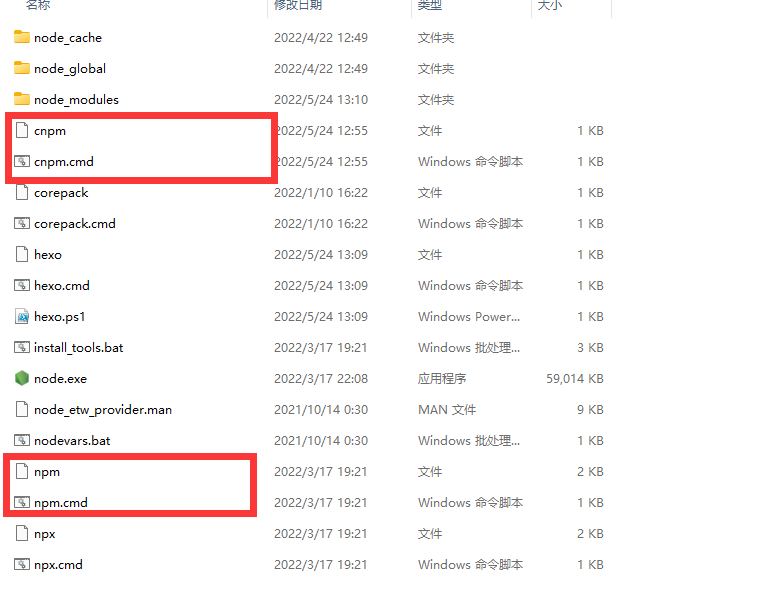 名称 修改日期 类型 大小
node_cache 2022/4/22 12:49 文件夹
node_global 2022/4/22 12:49 文件夹
node_modules 2022/5/24 13:10 文件夹
cnpm 2022/5/24 12:55 文件 1 KB
cnpm.cmd 2022/5/24 12:55 Windows 命令脚本 1 KB
corepack 2022/1/10 16:22 文件 1 KB
corepack.cmd 2022/1/10 16:22 Windows 命令脚本 1 KB
hexo 2022/5/24 13:09 文件 1 KB
hexo.cmd 2022/5/24 13:09 Windows 命令脚本 1 KB
hexo.ps1 2022/5/24 13:09 Windows Power... 1 KB
install_tools.bat 2022/3/17 19:21 Windows 批处理... 3 KB
node.exe 2022/3/17 22:08 应用程序 59,014 KB
node_etw_provider.man 2021/10/14 0:30 MAN 文件 9 KB
nodevars.bat 2021/10/14 0:30 Windows 批处理... 1 KB
npm 2022/3/17 19:21 文件 2 KB
npm.cmd 2022/3/17 19:21 Windows 命令脚本 1 KB
npx 2022/3/17 19:21 文件 2 KB
npx.cmd 2022/3/17 19:21 Windows 命令脚本 1 KB